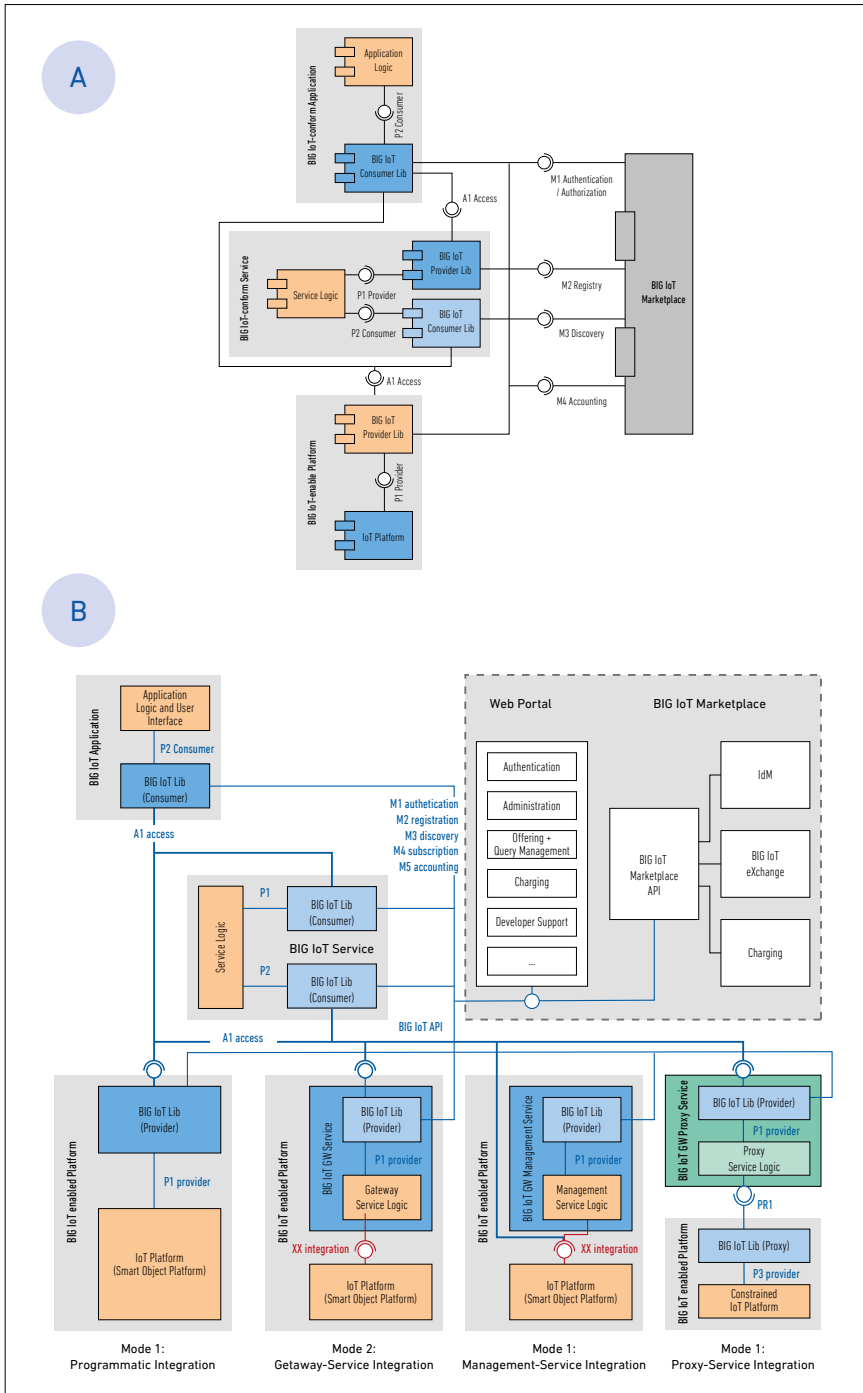 A
BIG IoT-conform Application
Application
Logic
P2 Consumer
BIG IoT
Consumer Lib
M1 Authentication
/ Authorization
A1 Access
BIG IoT-conform Service
BIG IoT
Provider Lib
Service Logic
P1 Provider
M2 Registry
BIG IoT
Marketplace
P2 Consumer
BIG IoT
Consumer Lib
M3 Discovery
A1 Access
M4 Accounting
BIG IoT-enable Platform
BIG IoT
Provider Lib
P1 Provider
IoT Platform
B
BIG IoT Application
Application
Logic and User
Interface
P2 Consumer
BIG IoT Lib
(Consumer)
A1 access
M1 authetication
M2 registration
M3 discovery
M4 subscription
M5 accounting
Web Portal
Authentication
Administration
Offering +
Query Management
Charging
Developer Support
...
BIG IoT Marketplace
BIG IoT
Marketplace
API
IdM
BIG IoT
eXchange
Charging
Service Logic
P1
BIG IoT Lib
(Consumer)
BIG IoT Service
P2
BIG IoT Lib
(Consumer)
BIG IoT API
A1 access
BIG IoT enabled Platform
BIG IoT Lib
(Provider)
P1 provider
IoT Platform
(Smart Object Platform)
Mode 1:
Programmatic Integration
BIG IoT enabled Platform
BIG IoT GW Service
BIG IoT Lib
(Provider)
P1 provider
Gateway
Service Logic
XX integration
IoT Platform
(Smart Object Platform)
Mode 2:
Getaway-Service Integration
BIG IoT enabled Platform
BIG IoT GW Management Service
BIG IoT Lib
(Provider)
P1 provider
Management
Service Logic
XX integration
IoT Platform
(Smart Object Platform)
Mode 1:
Management-Service Integration
BIG IoT GW Proxy Service
BIG IoT Lib (Provider)
P1 provider
Proxy
Service Logic
PR1
BIG IoT enabled Platform
BIG IoT Lib (Proxy)
P3 provider
Constrained
IoT Platform
Mode 1:
Proxy-Service Integration